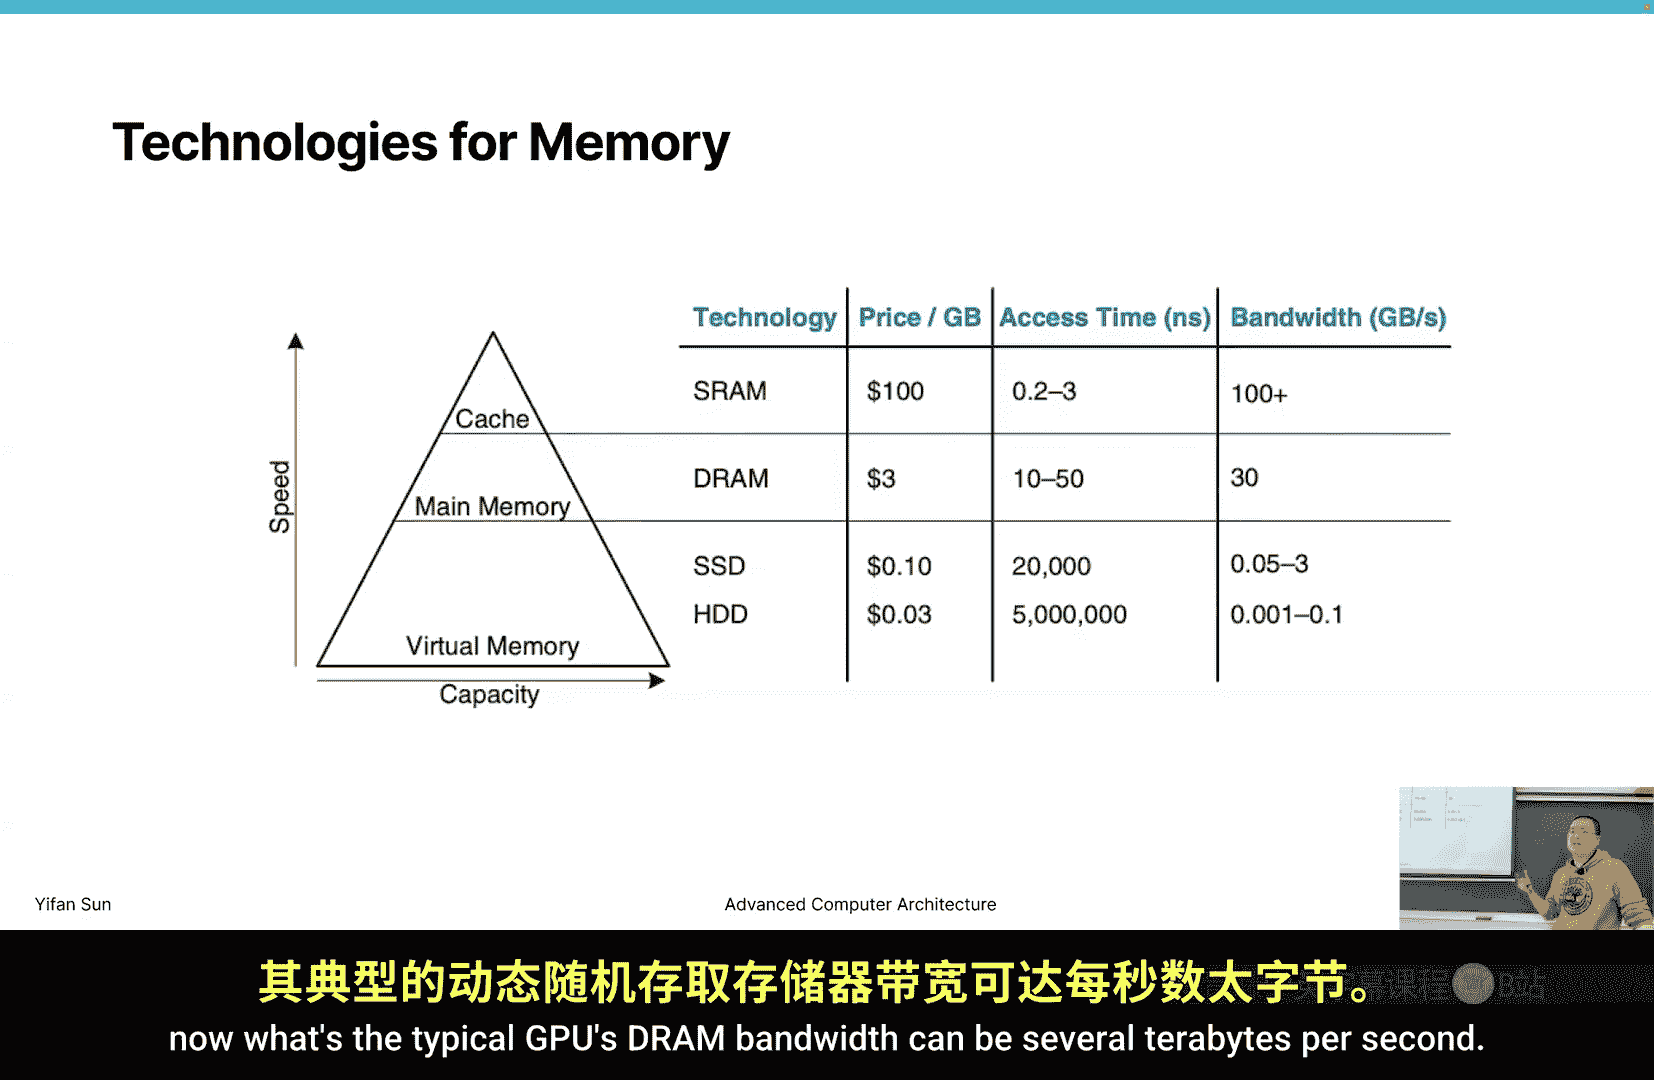 Technologies for Memory
Technology Price / GB Access Time (ns) Bandwidth (GB/s)
SRAM $100 0.2–3 100+
DRAM $3 10–50 30
SSD $0.10 20,000 0.05–3
HDD $0.03 5,000,000 0.001–0.1
Speed
Cache
Main Memory
Virtual Memory
Capacity
Yifan Sun
Advanced Computer Architecture
其典型的动态随机存取存储器带宽可达每秒数太字节。
课程
B站
now what's the typical GPU's DRAM bandwidth can be several terabytes per second.